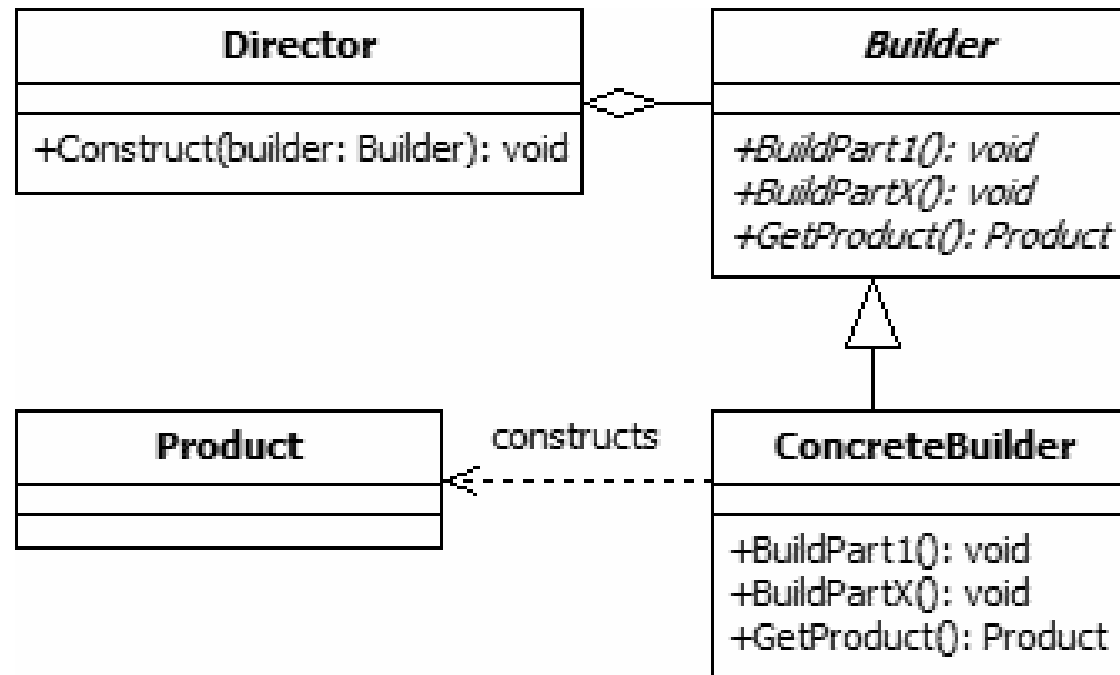 Director
+Construct(builder: Builder): void
Builder
+BuildPart1(): void
+BuildPartX(): void
+GetProduct(): Product
Product
constructs
ConcreteBuilder
+BuildPart1(): void
+BuildPartX(): void
+GetProduct(): Product